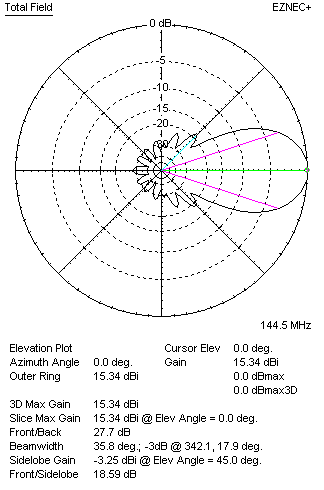 Total Field
EZNEC+
0 dB
-5
-10
-15
-20
-30
144.5 MHz
Elevation Plot
Cursor Elev 0.0 deg.
Azimuth Angle 0.0 deg.
Gain 15.34 dBi
Outer Ring 15.34 dBi
0.0 dBmax
0.0 dBmax3D
3D Max Gain 15.34 dBi
Slice Max Gain 15.34 dBi @ Elev Angle = 0.0 deg.
Front/Back 27.7 dB
Beamwidth 35.8 deg.; -3dB @ 342.1, 17.9 deg.
Sidelobe Gain -3.25 dBi @ Elev Angle = 45.0 deg.
Front/Sidelobe 18.59 dB